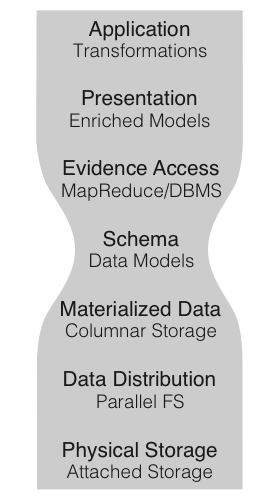 Application
Transformations
Presentation
Enriched Models
Evidence Access
MapReduce/DBMS
Schema
Data Models
Materialized Data
Columnar Storage
Data Distribution
Parallel FS
Physical Storage
Attached Storage